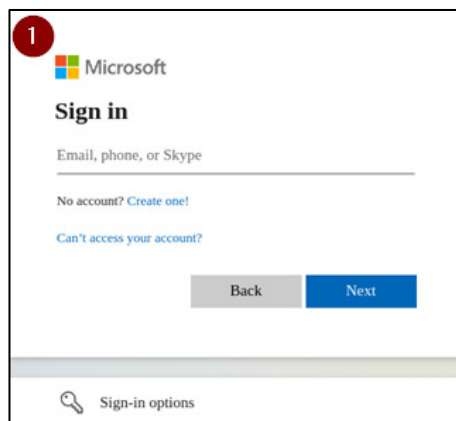 1
Microsoft
Sign in
Email, phone, or Skype
No account? Create one!
Can't access your account?
Back
Next
Sign-in options